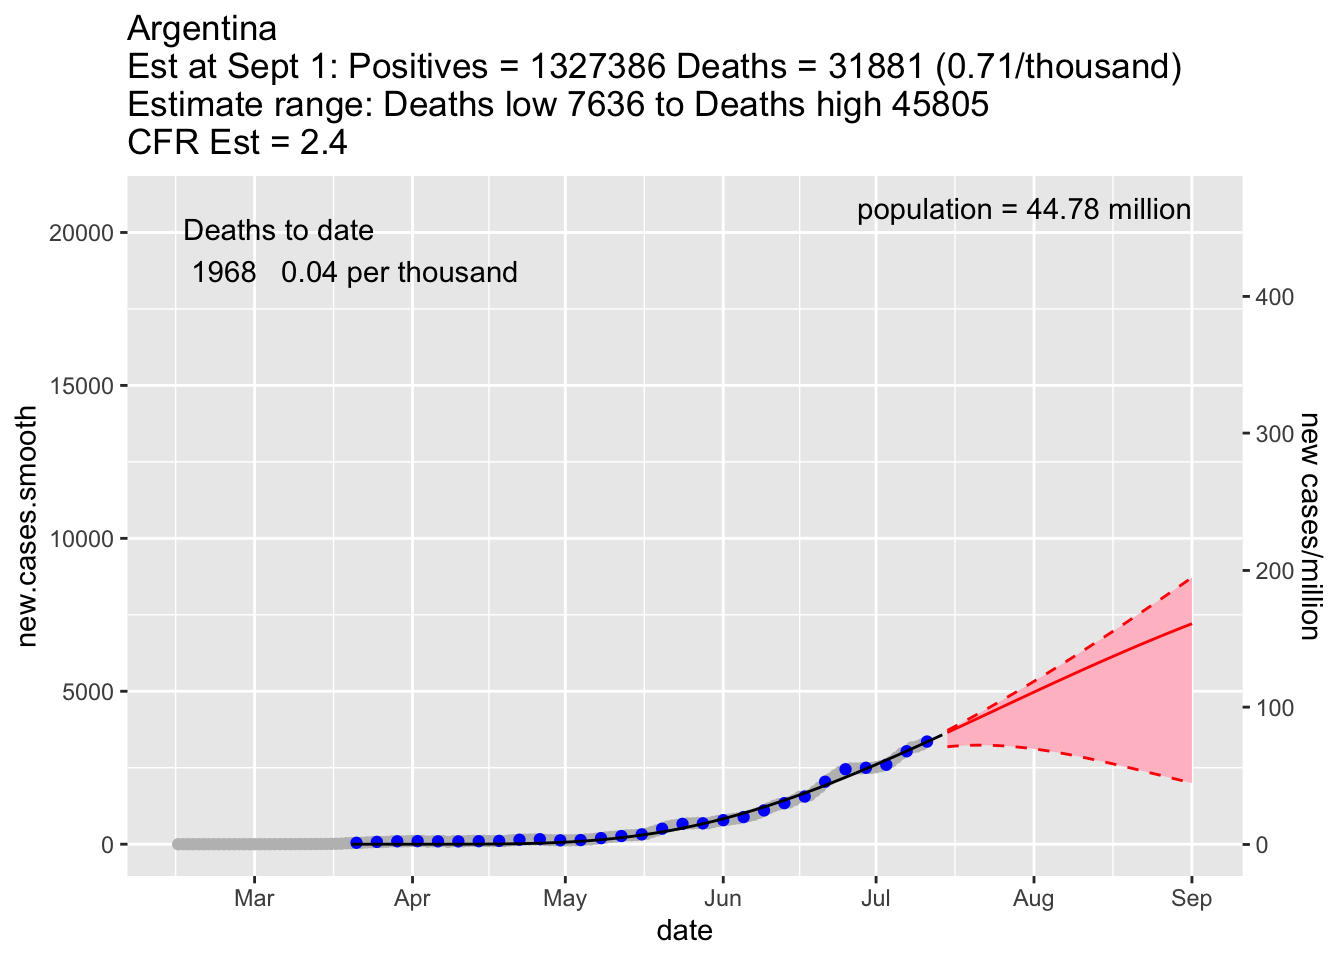 Argentina
Est at Sept 1: Positives = 1327386 Deaths = 31881 (0.71/thousand)
Estimate range: Deaths low 7636 to Deaths high 45805
CFR Est = 2.4
population = 44.78 million
Deaths to date
1968 0.04 per thousand
20000
15000
10000
5000
0
new.cases.smooth
400
300
200
100
0
new cases/million
Mar Apr May Jun Jul Aug Sep
date